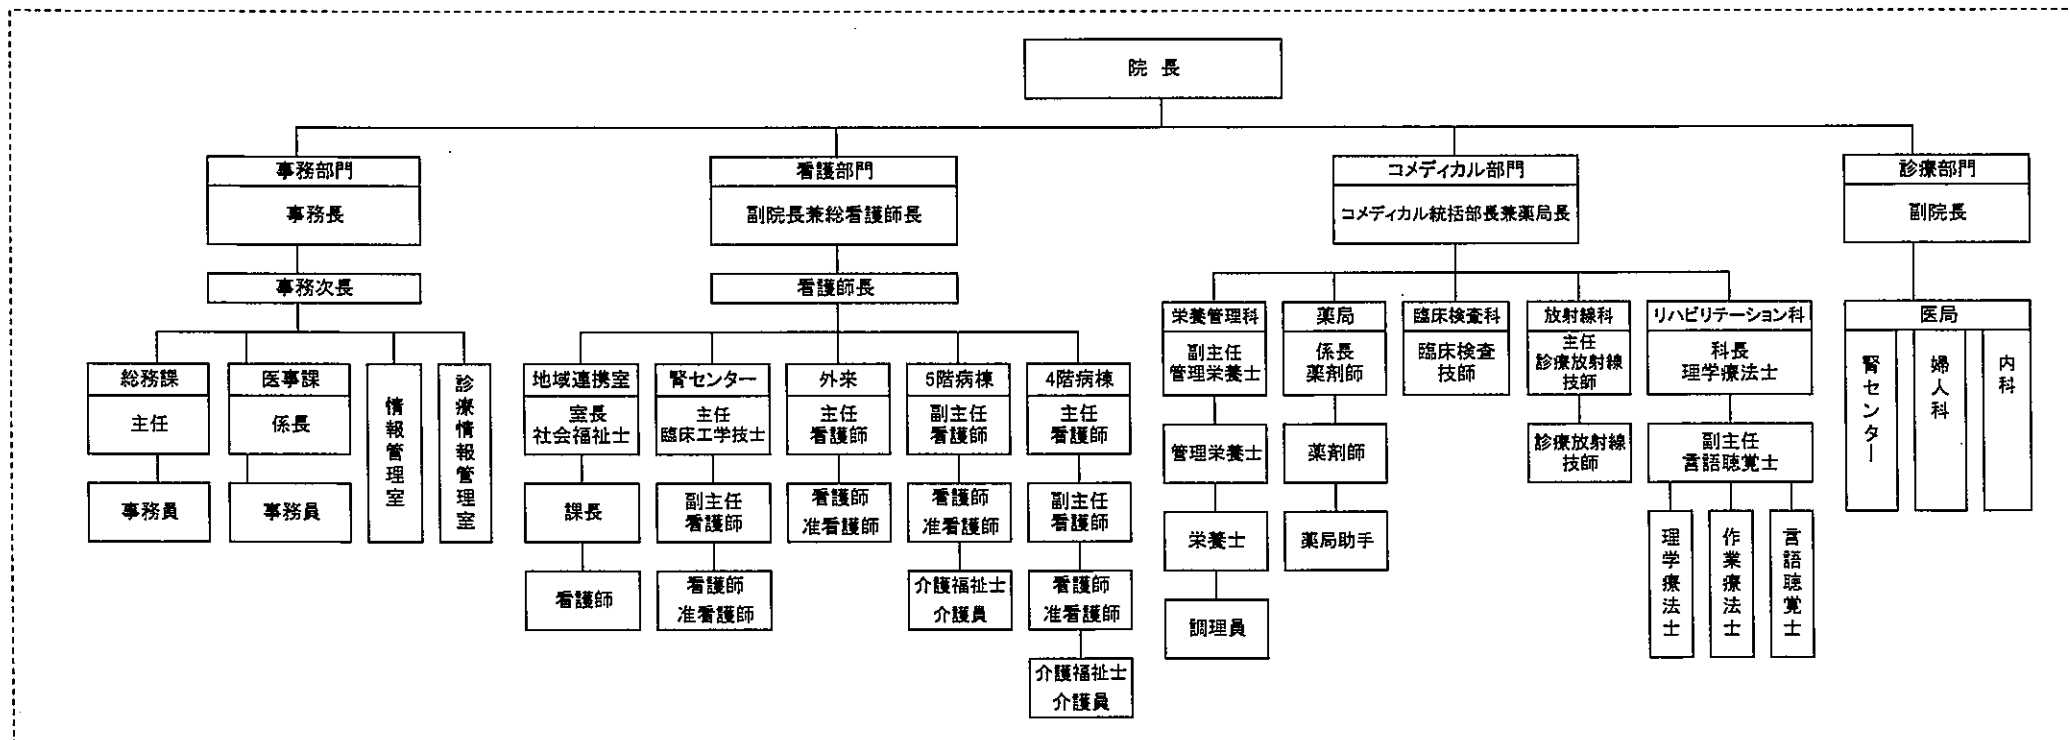 院 長
事務部門
事務長
事務次長
総務課
主任
事務員
医事課
係長
事務員
情報管理室
診療情報管理室
看護部門
副院長兼総看護師長
看護師長
地域連携室
室長
社会福祉士
課長
看護師
腎センター
主任
臨床工学技士
副主任
看護師
看護師
准看護師
外来
主任
看護師
看護師
准看護師
5階病棟
副主任
看護師
看護師
准看護師
介護福祉士
介護員
4階病棟
主任
看護師
副主任
看護師
看護師
准看護師
介護福祉士
介護員
コメディカル部門
コメディカル統括部長兼薬局長
栄養管理科
副主任
管理栄養士
管理栄養士
栄養士
調理員
薬局
係長
薬剤師
薬剤師
薬局助手
臨床検査科
臨床検査
技師
放射線科
主任
診療放射線
技師
診療放射線
技師
リハビリテーション科
科長
理学療法士
副主任
言語聴覚士
理学療法士
作業療法士
言語聴覚士
診療部門
副院長
医局
腎センター
婦人科
内科